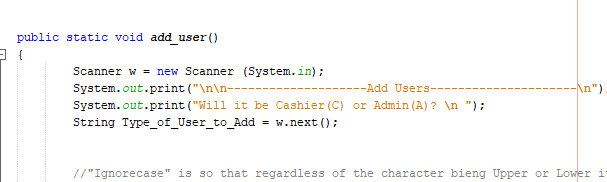 public static void add_user()
{
Scanner w = new Scanner (System.in);
System.out.print("\n\n--------------------Add Users---------------------\n")
System.out.print("Will it be Cashier(C) or Admin(A)? \n ");
String Type_of_User_to_Add = w.next();
//"Ignorecase" is so that regardless of the character bieng Upper or Lower i